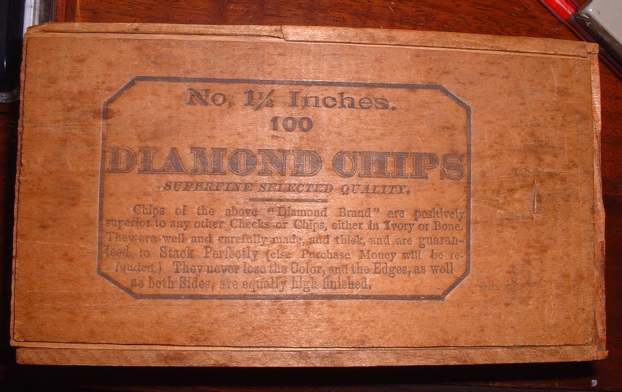 No. 1½ Inches.
100
DIAMOND CHIPS
SUPERFINE SELECTED QUALITY.
Chips of the above "Diamond Brand" are positively
superior to any other Checks or Chips, either in Ivory or Bone.
They are well and carefully made, and thick, and are guaran-
teed to Stack Perfectly (else Purchase Money will be re-
funded.) They never lose the Color, and the Edges, as well
as both Sides, are equally high finished.